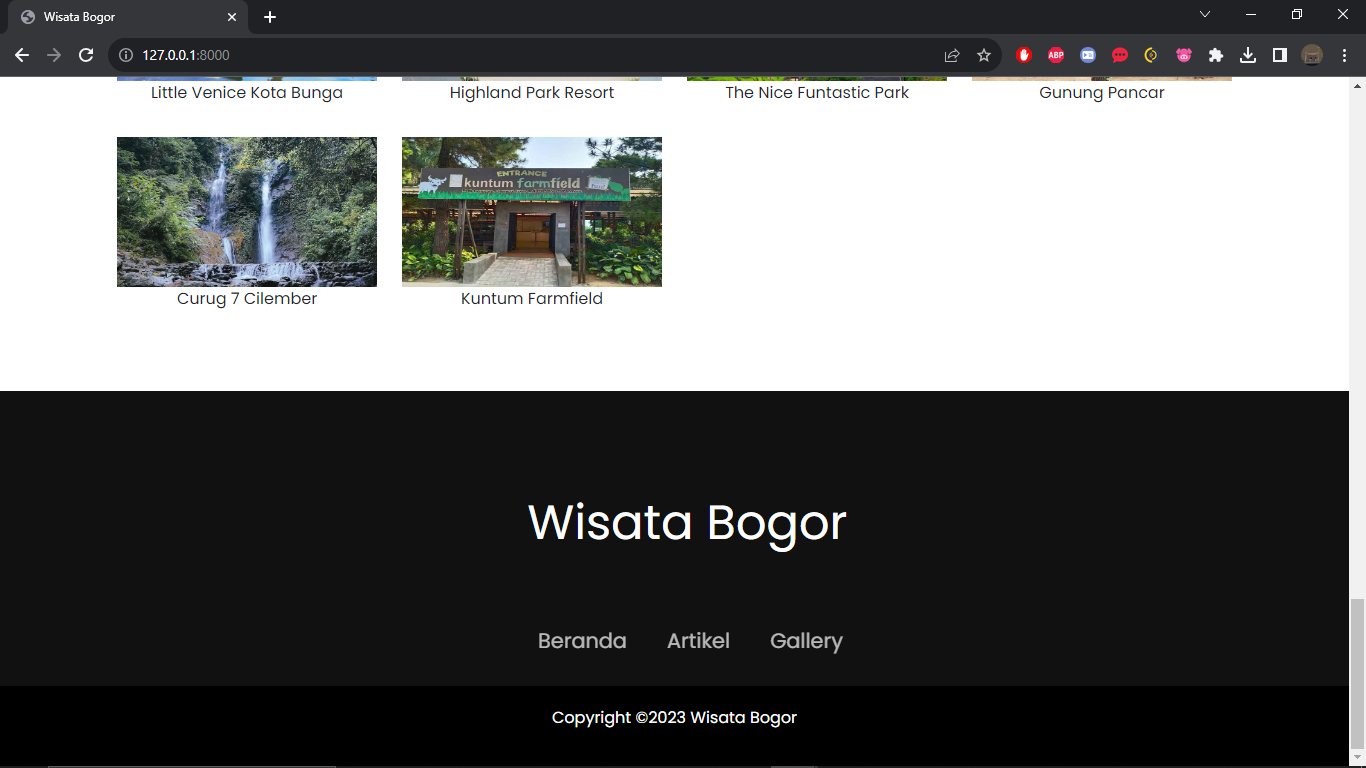 Wisata Bogor
127.0.0.1:8000
ABP
Little Venice Kota Bunga
Highland Park Resort
The Nice Funtastic Park
Gunung Pancar
ENTRANCE
kuntum farmfield
Curug 7 Cilember
Kuntum Farmfield
Wisata Bogor
Beranda
Artikel
Gallery
Copyright ©2023 Wisata Bogor